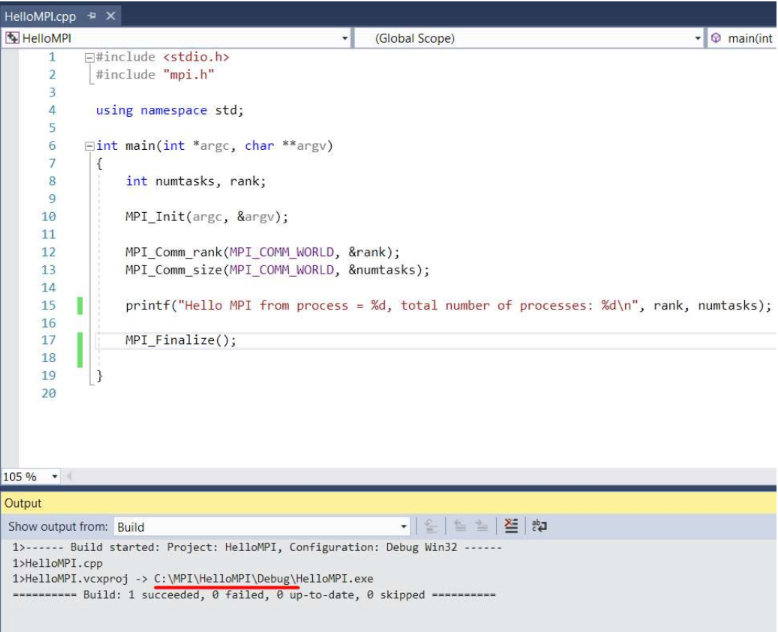 HelloMPI.cpp
HelloMPI (Global Scope) main(int
1 #include <stdio.h>
2 #include "mpi.h"
3
4 using namespace std;
5
6 int main(int *argc, char **argv)
7 {
8 int numtasks, rank;
9
10 MPI_Init(argc, &argv);
11
12 MPI_Comm_rank(MPI_COMM_WORLD, &rank);
13 MPI_Comm_size(MPI_COMM_WORLD, &numtasks);
14
15 printf("Hello MPI from process = %d, total number of processes: %d\n", rank, numtasks);
16
17 MPI_Finalize();
18
19 }
20
105 %
Output
Show output from: Build
1>------ Build started: Project: HelloMPI, Configuration: Debug Win32 ------
1>HelloMPI.cpp
1>HelloMPI.vcxproj -> C:\MPI\HelloMPI\Debug\HelloMPI.exe
========== Build: 1 succeeded, 0 failed, 0 up-to-date, 0 skipped ==========